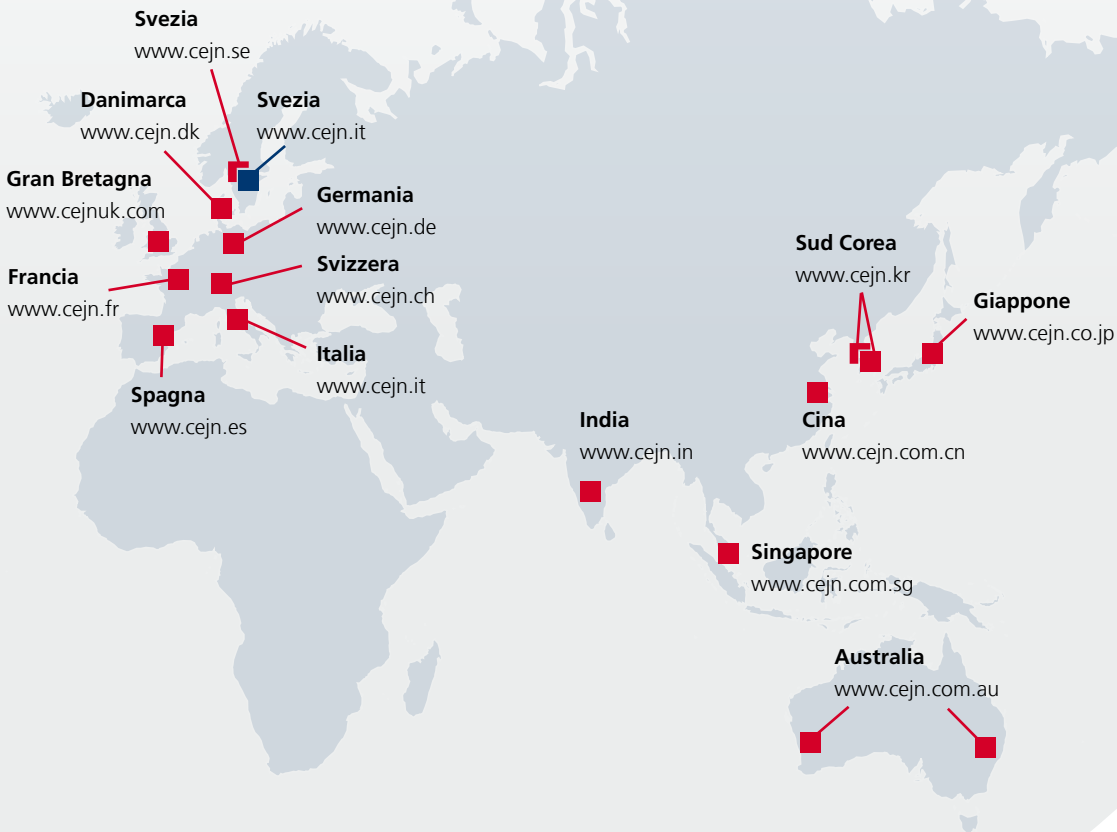 Svezia
www.cejn.se
Danimarca
www.cejn.dk
Svezia
www.cejn.it
Gran Bretagna
www.cejnuk.com
Germania
www.cejn.de
Francia
www.cejn.fr
Svizzera
www.cejn.ch
Italia
www.cejn.it
Spagna
www.cejn.es
Sud Corea
www.cejn.kr
Giappone
www.cejn.co.jp
India
www.cejn.in
Cina
www.cejn.com.cn
Singapore
www.cejn.com.sg
Australia
www.cejn.com.au